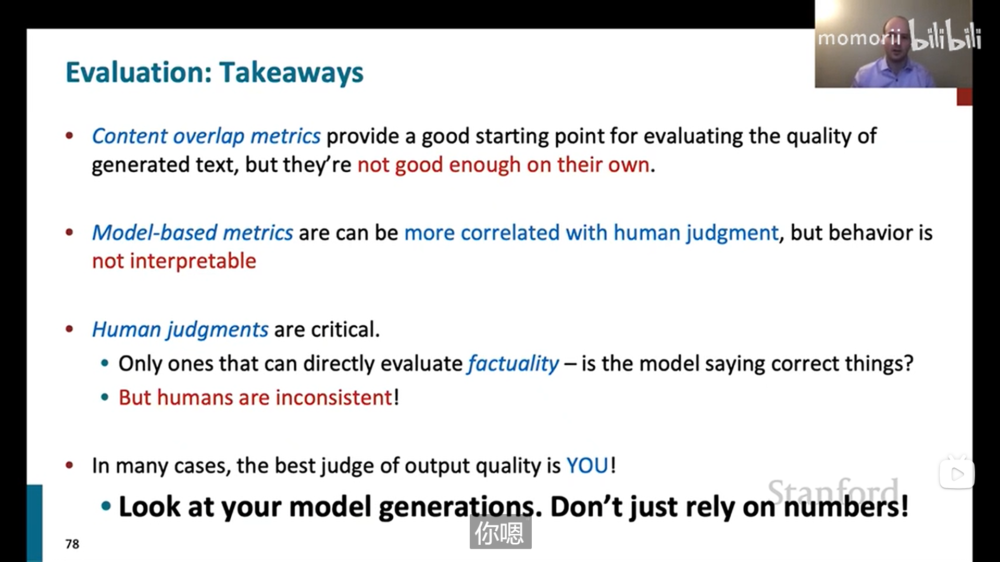 momorii bilibili
Evaluation: Takeaways
• Content overlap metrics provide a good starting point for evaluating the quality of
generated text, but they’re not good enough on their own.
• Model-based metrics are can be more correlated with human judgment, but behavior is
not interpretable
• Human judgments are critical.
• Only ones that can directly evaluate factuality – is the model saying correct things?
• But humans are inconsistent!
• In many cases, the best judge of output quality is YOU!
Stanford
• Look at your model generations. Don’t just rely on numbers!
你嗯
78